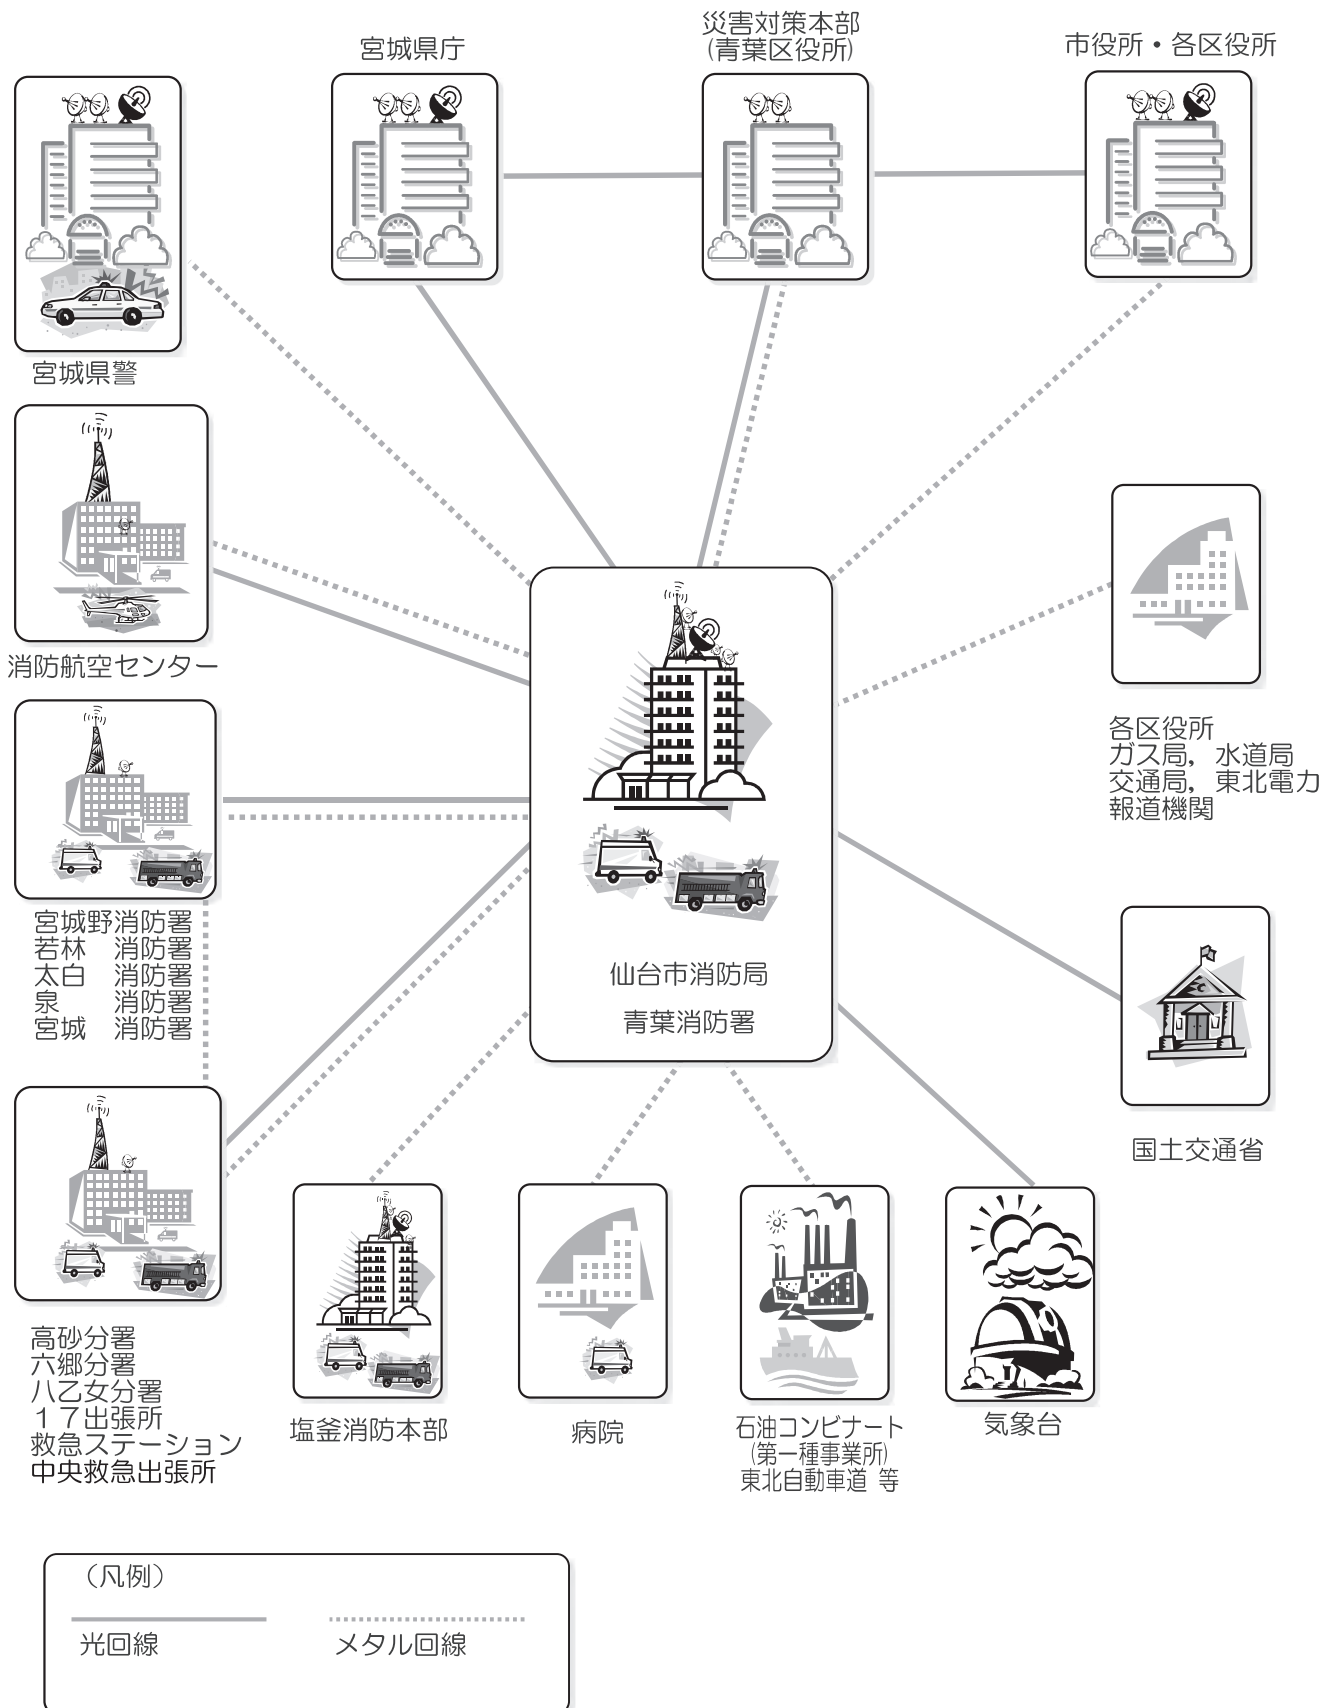 災害対策本部
(青葉区役所)
宮城県庁
市役所・各区役所
宮城県警
消防航空センター
各区役所
ガス局，水道局
交通局，東北電力
報道機関
宮城野消防署
若林　消防署
太白　消防署
泉　　消防署
宮城　消防署
仙台市消防局
青葉消防署
国土交通省
高砂分署
六郷分署
八乙女分署
１７出張所
救急ステーション
中央救急出張所
塩釜消防本部
病院
石油コンビナート
(第一種事業所)
東北自動車道 等
気象台
（凡例）
光回線
メタル回線